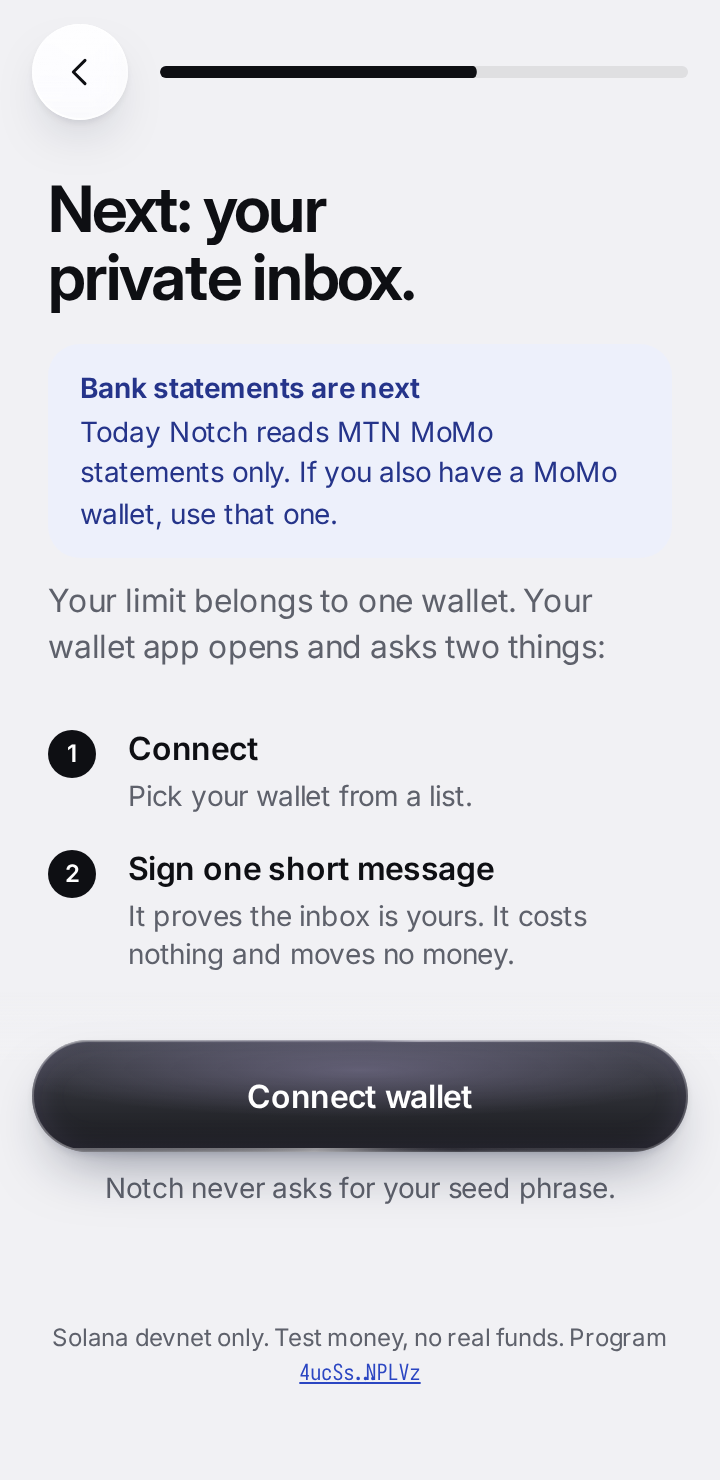 Next: your
private inbox.
Bank statements are next
Today Notch reads MTN MoMo
statements only. If you also have a MoMo
wallet, use that one.
Your limit belongs to one wallet. Your
wallet app opens and asks two things:
1 Connect
Pick your wallet from a list.
2 Sign one short message
It proves the inbox is yours. It costs
nothing and moves no money.
Connect wallet
Notch never asks for your seed phrase.
Solana devnet only. Test money, no real funds. Program
4ucSs…NPLVz